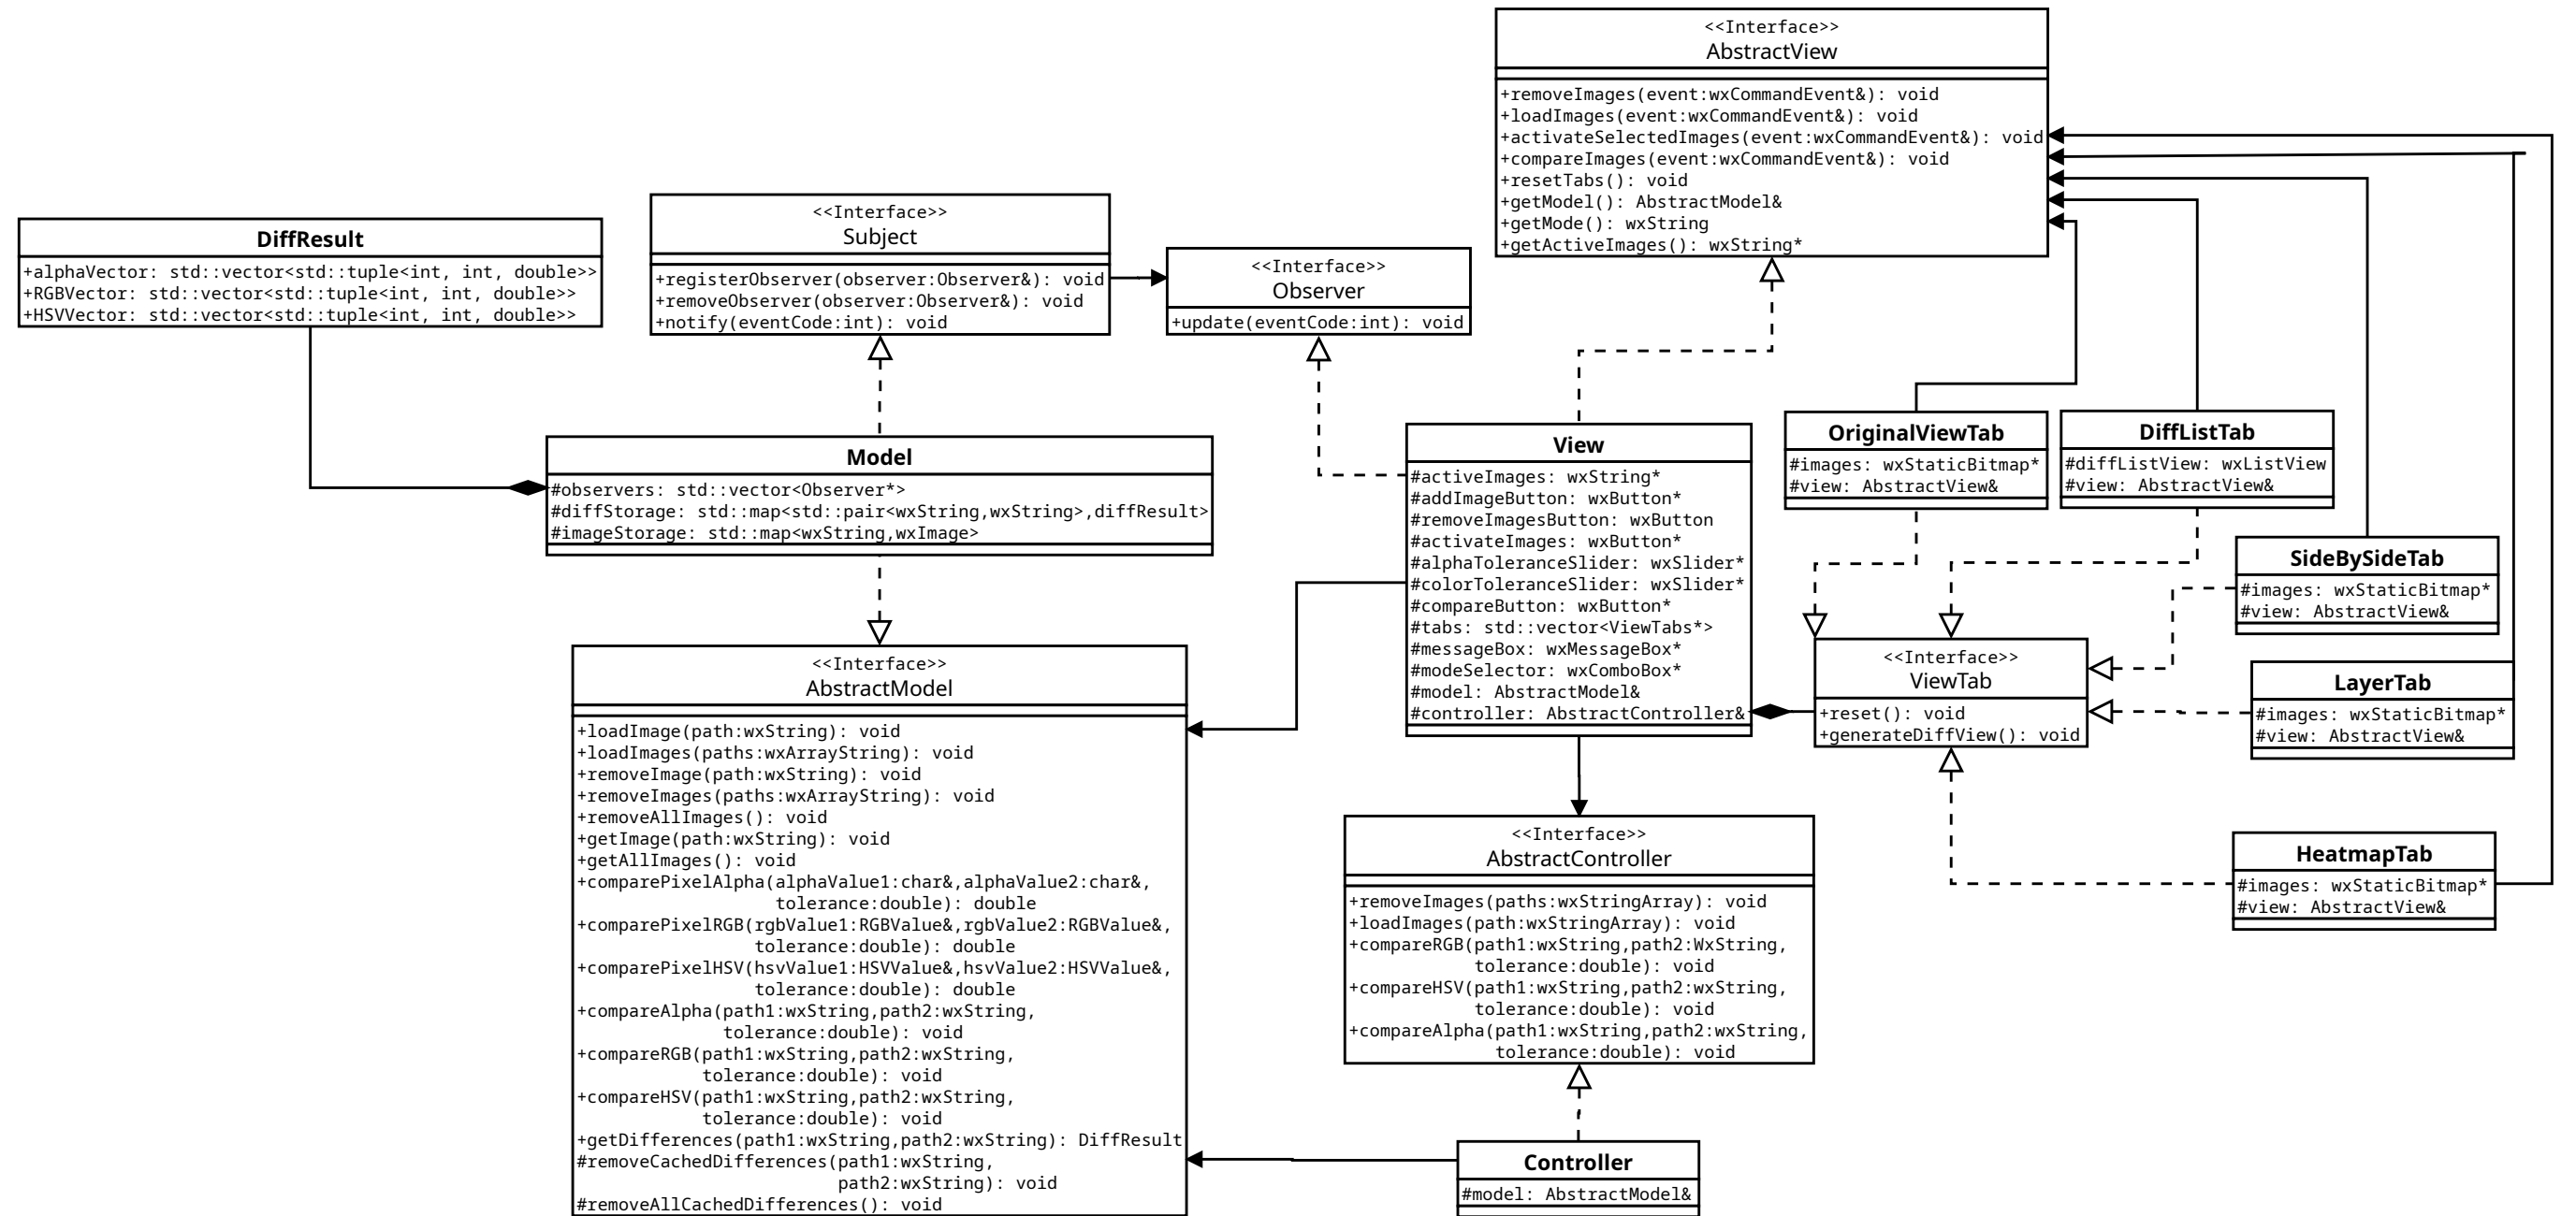 <<Interface>>
AbstractView
+removeImages(event:wxCommandEvent&): void
+loadImages(event:wxCommandEvent&): void
+activateSelectedImages(event:wxCommandEvent&): void
+compareImages(event:wxCommandEvent&): void
+resetTabs(): void
+getModel(): AbstractModel&
+getMode(): wxString
+getActiveImages(): wxString*
DiffResult
+alphaVector: std::vector<std::tuple<int, int, double>>
+RGBVector: std::vector<std::tuple<int, int, double>>
+HSVVector: std::vector<std::tuple<int, int, double>>
<<Interface>>
Subject
+registerObserver(observer:Observer&): void
+removeObserver(observer:Observer&): void
+notify(eventCode:int): void
<<Interface>>
Observer
+update(eventCode:int): void
Model
#observers: std::vector<Observer*>
#diffStorage: std::map<std::pair<wxString,wxString>,diffResult>
#imageStorage: std::map<wxString,wxImage>
View
#activeImages: wxString*
#addImageButton: wxButton*
#removeImagesButton: wxButton
#activateImages: wxButton*
#alphaToleranceSlider: wxSlider*
#colorToleranceSlider: wxSlider*
#compareButton: wxButton*
#tabs: std::vector<ViewTabs*>
#messageBox: wxMessageBox*
#modeSelector: wxComboBox*
#model: AbstractModel&
#controller: AbstractController&
OriginalViewTab
#images: wxStaticBitmap*
#view: AbstractView&
DiffListTab
#diffListView: wxListView
#view: AbstractView&
SideBySideTab
#images: wxStaticBitmap*
#view: AbstractView&
<<Interface>>
ViewTab
+reset(): void
+generateDiffView(): void
LayerTab
#images: wxStaticBitmap*
#view: AbstractView&
HeatmapTab
#images: wxStaticBitmap*
#view: AbstractView&
<<Interface>>
AbstractModel
+loadImage(path:wxString): void
+loadImages(paths:wxArrayString): void
+removeImage(path:wxString): void
+removeImages(paths:wxArrayString): void
+removeAllImages(): void
+getImage(path:wxString): void
+getAllImages(): void
+comparePixelAlpha(alphaValue1:char&,alphaValue2:char&,
tolerance:double): double
+comparePixelRGB(rgbValue1:RGBValue&,rgbValue2:RGBValue&,
tolerance:double): double
+comparePixelHSV(hsvValue1:HSVValue&,hsvValue2:HSVValue&,
tolerance:double): double
+compareAlpha(path1:wxString,path2:wxString,
tolerance:double): void
+compareRGB(path1:wxString,path2:wxString,
tolerance:double): void
+compareHSV(path1:wxString,path2:wxString,
tolerance:double): void
+getDifferences(path1:wxString,path2:wxString): DiffResult
#removeCachedDifferences(path1:wxString,
path2:wxString): void
#removeAllCachedDifferences(): void
<<Interface>>
AbstractController
+removeImages(paths:wxStringArray): void
+loadImages(path:wxStringArray): void
+compareRGB(path1:wxString,path2:WxString,
tolerance:double): void
+compareHSV(path1:wxString,path2:wxString,
tolerance:double): void
+compareAlpha(path1:wxString,path2:wxString,
tolerance:double): void
Controller
#model: AbstractModel&